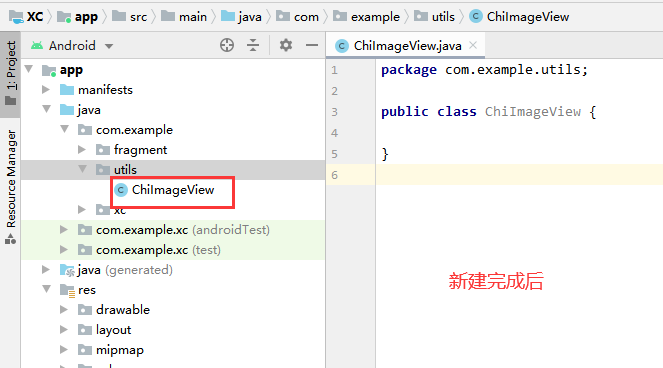 XC app src main java com example utils ChiImageView
1: Project
Resource Manager
Android
app
manifests
java
com.example
fragment
utils
ChiImageView
xc
com.example.xc (androidTest)
com.example.xc (test)
java (generated)
res
drawable
layout
mipmap
ChiImageView.java
1 package com.example.utils;
2
3 public class ChiImageView {
4
5 }
6
新建完成后